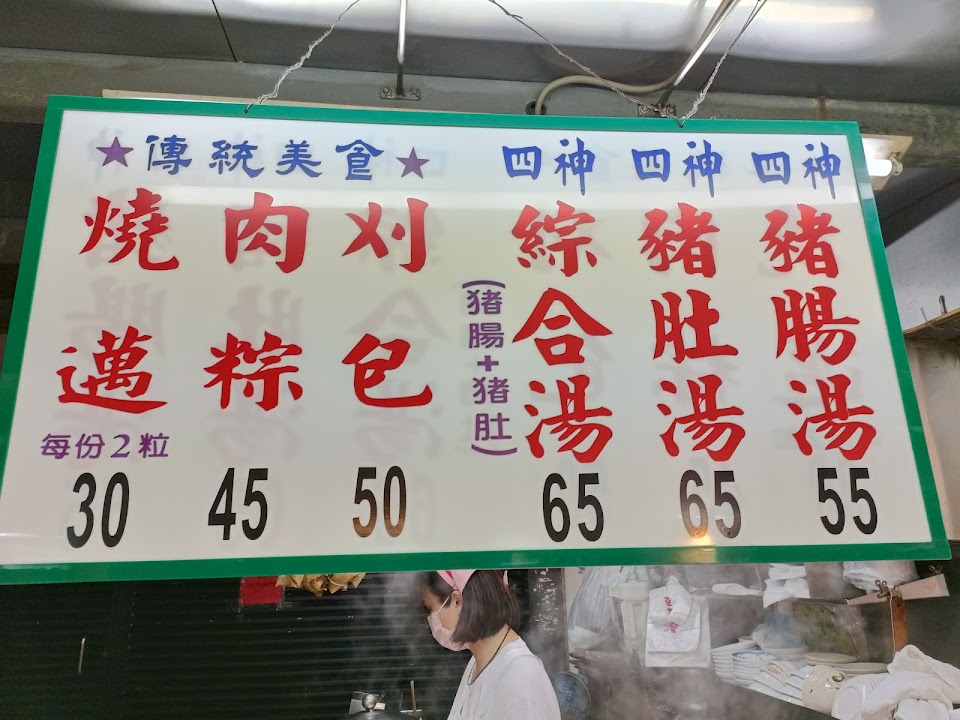 ★傳統美食★
燒邁
每份2粒
30
肉粽
45
刈包
50
四神
綜合湯
(豬腸+豬肚)
65
四神
豬肚湯
65
四神
豬腸湯
55